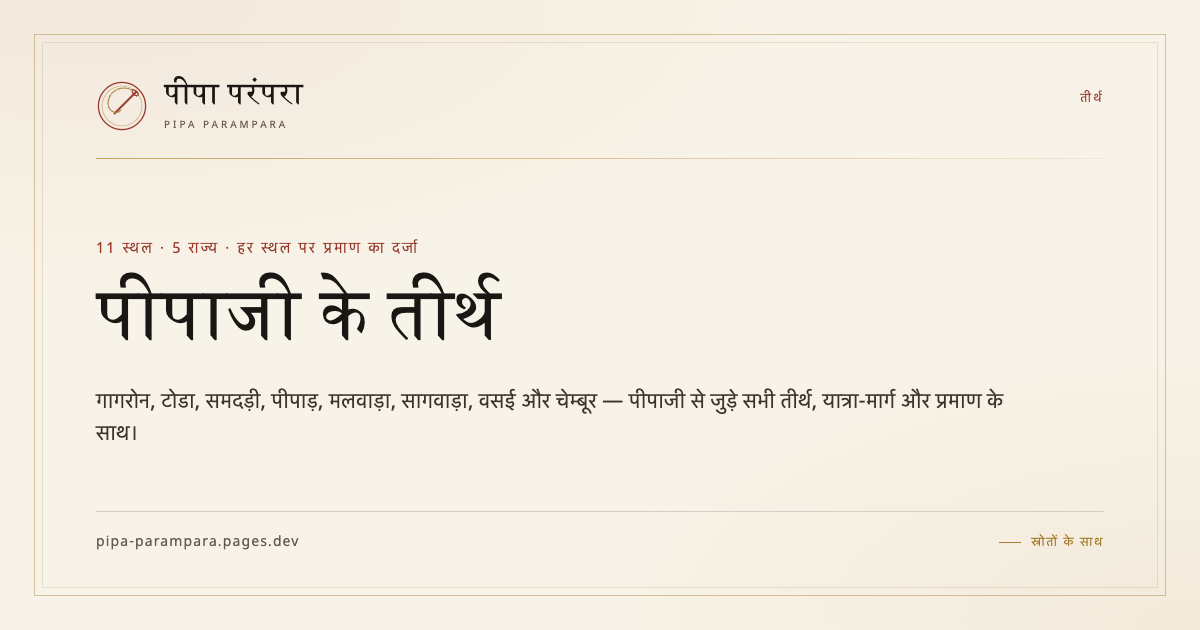 पीपा परंपरा
PIPA PARAMPARA
तीर्थ
11 स्थल · 5 राज्य · हर स्थल पर प्रमाण का दर्जा
पीपाजी के तीर्थ
गागरोन, टोडा, समदड़ी, पीपाड़, मलवाड़ा, सागवाड़ा, वसई और चेम्बूर — पीपाजी से जुड़े सभी तीर्थ, यात्रा-मार्ग और प्रमाण के
साथ।
pipa-parampara.pages.dev
— स्रोतों के साथ